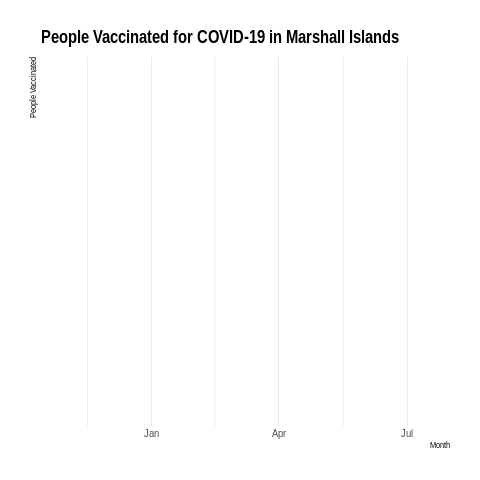 People Vaccinated for COVID-19 in Marshall Islands
People Vaccinated
Jan
Apr
Jul
Month